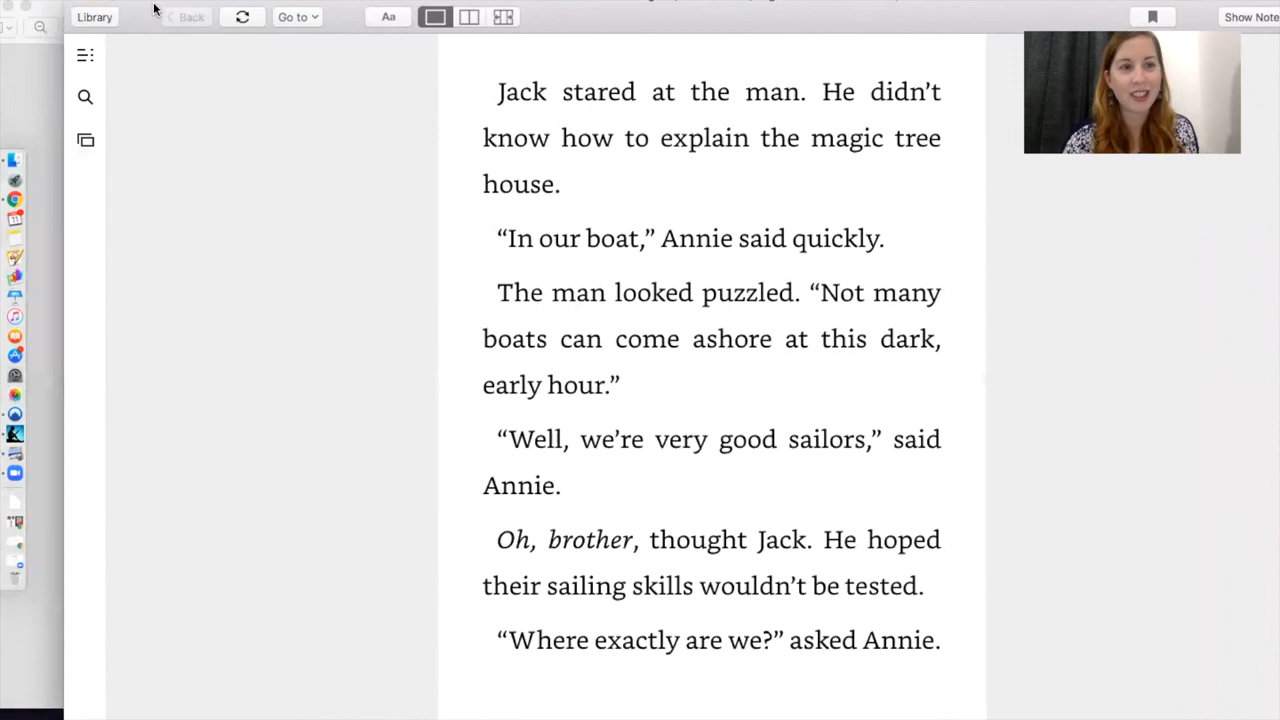 Library
Back
Go to
Aa
Show Note
Jack stared at the man. He didn’t
know how to explain the magic tree
house.
“In our boat,” Annie said quickly.
The man looked puzzled. “Not many
boats can come ashore at this dark,
early hour.”
“Well, we’re very good sailors,” said
Annie.
Oh, brother, thought Jack. He hoped
their sailing skills wouldn’t be tested.
“Where exactly are we?” asked Annie.